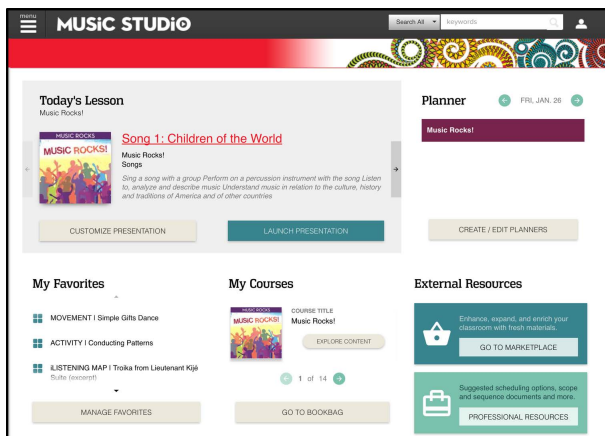 menu
MUSiC STUDiO
Search All
keywords
Today's Lesson
Music Rocks!
MUSIC ROCKS
MUSIC ROCKS!
Song 1: Children of the World
Music Rocks!
Songs
Sing a song with a group Perform on a percussion instrument with the song Listen
to, analyze and describe music Understand music in relation to the culture, history
and traditions of America and of other countries
CUSTOMIZE PRESENTATION
LAUNCH PRESENTATION
Planner
FRI, JAN. 26
Music Rocks!
CREATE / EDIT PLANNERS
My Favorites
MOVEMENT I Simple Gifts Dance
ACTIVITY I Conducting Patterns
iLISTENING MAP I Troika from Lieutenant Kijé
Suite (excerpt)
MANAGE FAVORITES
My Courses
MUSIC ROCKS!
MUSIC ROCKS!
COURSE TITLE
Music Rocks!
EXPLORE CONTENT
1 of 14
GO TO BOOKBAG
External Resources
Enhance, expand, and enrich your
classroom with fresh materials.
GO TO MARKETPLACE
Suggested scheduling options, scope
and sequence documents and more.
PROFESSIONAL RESOURCES